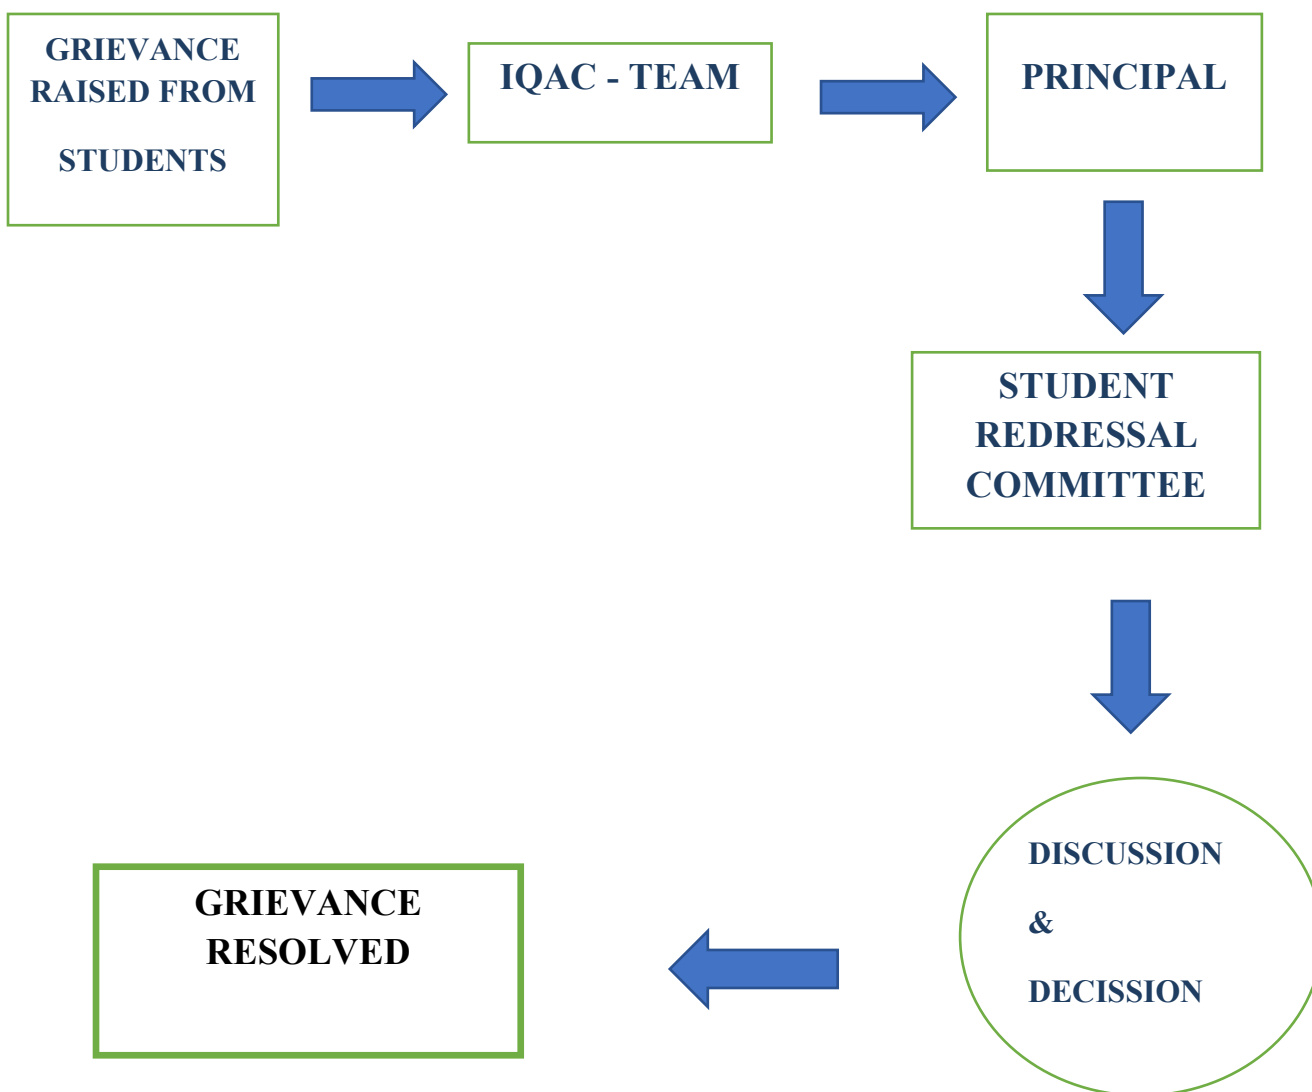 GRIEVANCE
RAISED FROM
STUDENTS
IQAC - TEAM
PRINCIPAL
STUDENT
REDRESSAL
COMMITTEE
DISCUSSION
&
DECISSION
GRIEVANCE
RESOLVED